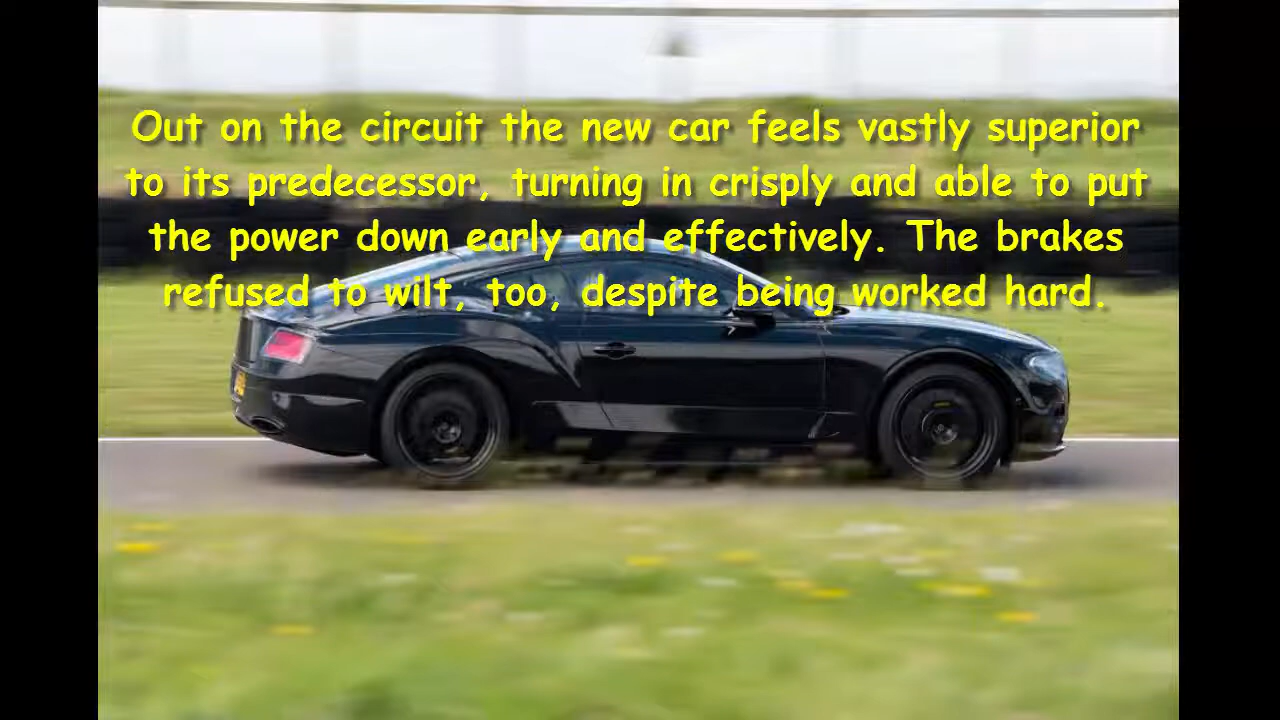 Out on the circuit the new car feels vastly superior
to its predecessor, turning in crisply and able to put
the power down early and effectively. The brakes
refused to wilt, too, despite being worked hard.